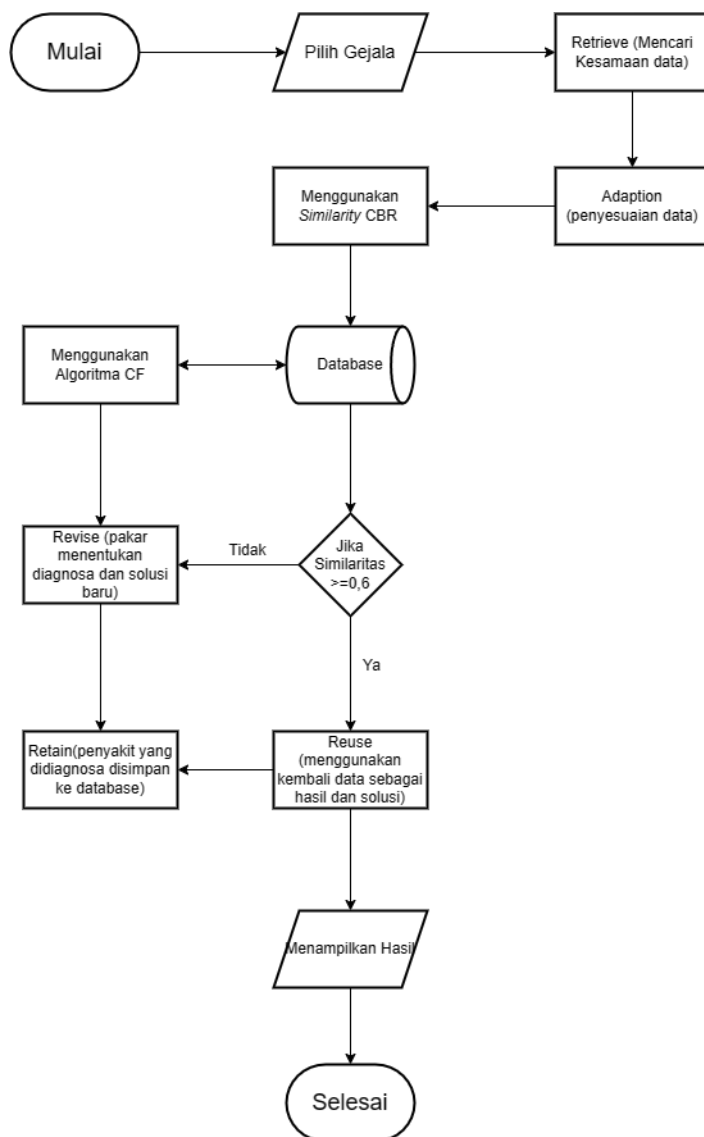 Mulai
Pilih Gejala
Retrieve (Mencari
Kesamaan data)
Menggunakan
Similarity CBR
Adaption
(penyesuaian data)
Menggunakan
Algoritma CF
Database
Revise (pakar
menentukan
diagnosa dan solusi
baru)
Tidak
Jika
Similaritas
>=0,6
Ya
Retain(penyakit yang
didiagnosa disimpan
ke database)
Reuse
(menggunakan
kembali data sebagai
hasil dan solusi)
Menampilkan Hasil
Selesai